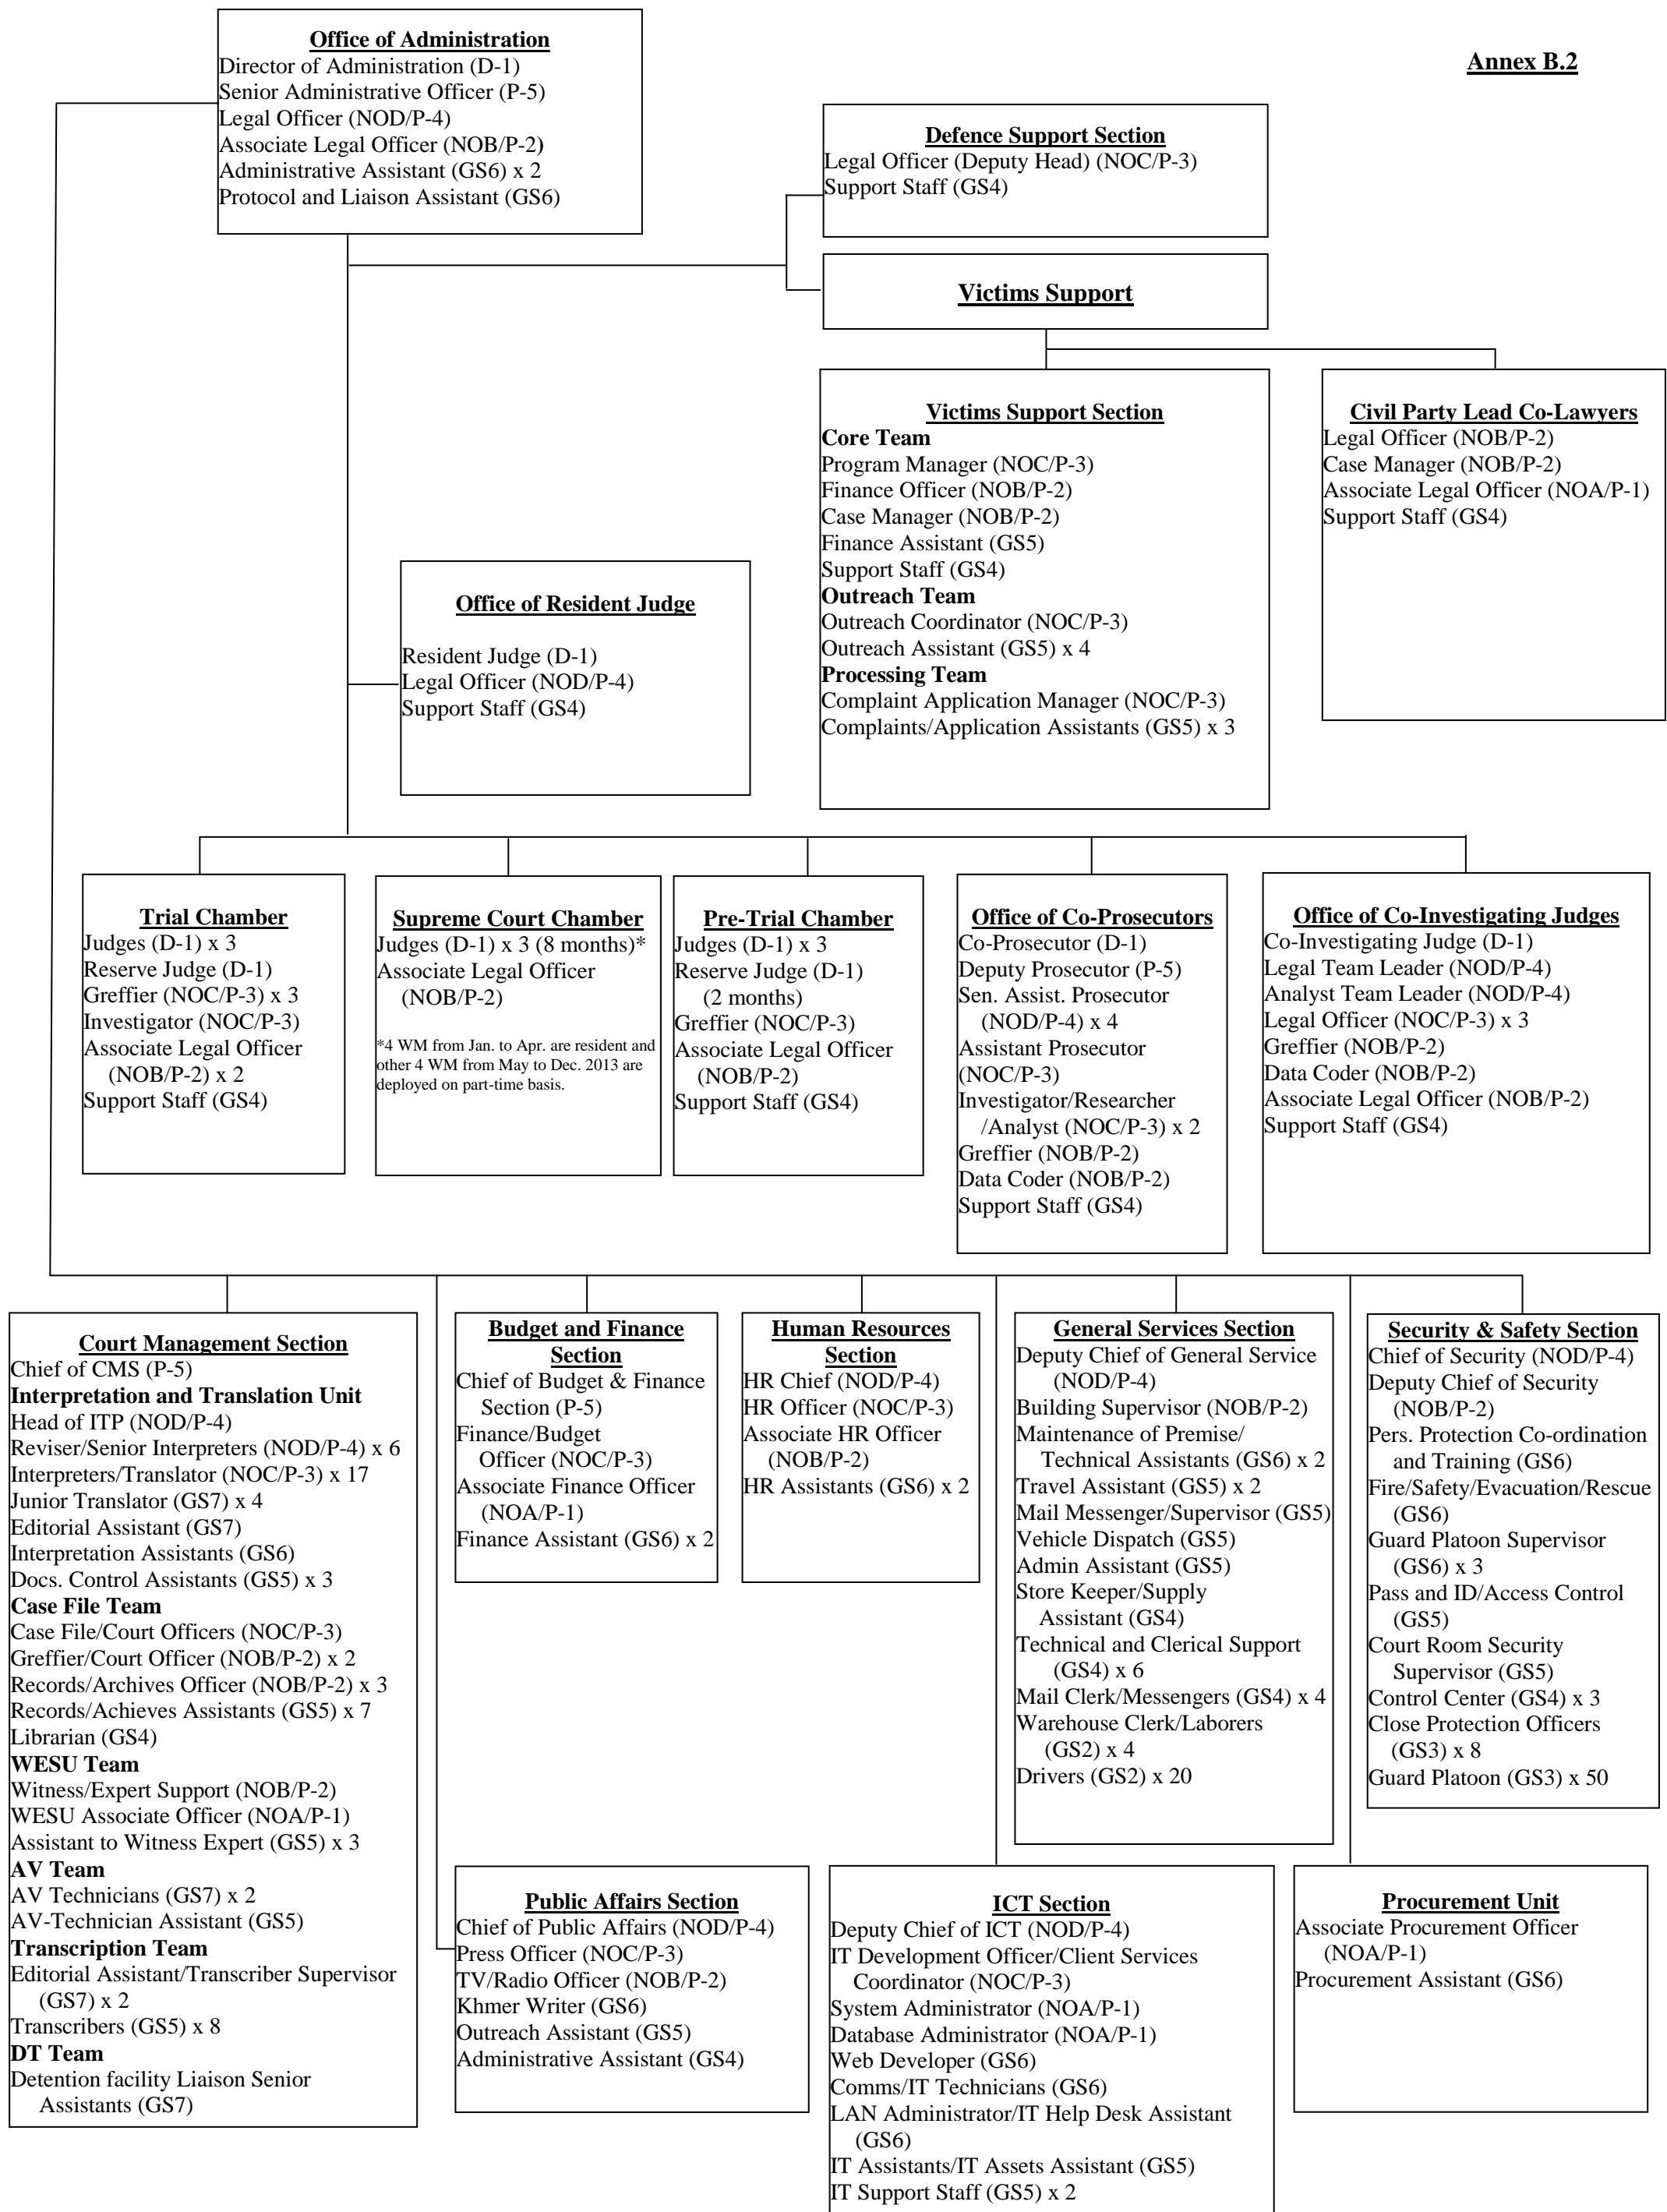 Annex B.2
Office of Administration
Director of Administration (D-1)
Senior Administrative Officer (P-5)
Legal Officer (NOD/P-4)
Associate Legal Officer (NOB/P-2)
Administrative Assistant (GS6) x 2
Protocol and Liaison Assistant (GS6)
Defence Support Section
Legal Officer (Deputy Head) (NOC/P-3)
Support Staff (GS4)
Victims Support
Victims Support Section
Core Team
Program Manager (NOC/P-3)
Finance Officer (NOB/P-2)
Case Manager (NOB/P-2)
Finance Assistant (GS5)
Support Staff (GS4)
Outreach Team
Outreach Coordinator (NOC/P-3)
Outreach Assistant (GS5) x 4
Processing Team
Complaint Application Manager (NOC/P-3)
Complaints/Application Assistants (GS5) x 3
Civil Party Lead Co-Lawyers
Legal Officer (NOB/P-2)
Case Manager (NOB/P-2)
Associate Legal Officer (NOA/P-1)
Support Staff (GS4)
Office of Resident Judge
Resident Judge (D-1)
Legal Officer (NOD/P-4)
Support Staff (GS4)
Trial Chamber
Judges (D-1) x 3
Reserve Judge (D-1)
Greffier (NOC/P-3) x 3
Investigator (NOC/P-3)
Associate Legal Officer
(NOB/P-2) x 2
Support Staff (GS4)
Supreme Court Chamber
Judges (D-1) x 3 (8 months)*
Associate Legal Officer
(NOB/P-2)
*4 WM from Jan. to Apr. are resident and
other 4 WM from May to Dec. 2013 are
deployed on part-time basis.
Pre-Trial Chamber
Judges (D-1) x 3
Reserve Judge (D-1)
(2 months)
Greffier (NOC/P-3)
Associate Legal Officer
(NOB/P-2)
Support Staff (GS4)
Office of Co-Prosecutors
Co-Prosecutor (D-1)
Deputy Prosecutor (P-5)
Sen. Assist. Prosecutor
(NOD/P-4) x 4
Assistant Prosecutor
(NOC/P-3)
Investigator/Researcher
/Analyst (NOC/P-3) x 2
Greffier (NOB/P-2)
Data Coder (NOB/P-2)
Support Staff (GS4)
Office of Co-Investigating Judges
Co-Investigating Judge (D-1)
Legal Team Leader (NOD/P-4)
Analyst Team Leader (NOD/P-4)
Legal Officer (NOC/P-3) x 3
Greffier (NOB/P-2)
Data Coder (NOB/P-2)
Associate Legal Officer (NOB/P-2)
Support Staff (GS4)
Court Management Section
Chief of CMS (P-5)
Interpretation and Translation Unit
Head of ITP (NOD/P-4)
Reviser/Senior Interpreters (NOD/P-4) x 6
Interpreters/Translator (NOC/P-3) x 17
Junior Translator (GS7) x 4
Editorial Assistant (GS7)
Interpretation Assistants (GS6)
Docs. Control Assistants (GS5) x 3
Case File Team
Case File/Court Officers (NOC/P-3)
Greffier/Court Officer (NOB/P-2) x 2
Records/Archives Officer (NOB/P-2) x 3
Records/Achieves Assistants (GS5) x 7
Librarian (GS4)
WESU Team
Witness/Expert Support (NOB/P-2)
WESU Associate Officer (NOA/P-1)
Assistant to Witness Expert (GS5) x 3
AV Team
AV Technicians (GS7) x 2
AV-Technician Assistant (GS5)
Transcription Team
Editorial Assistant/Transcriber Supervisor
(GS7) x 2
Transcribers (GS5) x 8
DT Team
Detention facility Liaison Senior
Assistants (GS7)
Budget and Finance
Section
Chief of Budget & Finance
Section (P-5)
Finance/Budget
Officer (NOC/P-3)
Associate Finance Officer
(NOA/P-1)
Finance Assistant (GS6) x 2
Human Resources
Section
HR Chief (NOD/P-4)
HR Officer (NOC/P-3)
Associate HR Officer
(NOB/P-2)
HR Assistants (GS6) x 2
General Services Section
Deputy Chief of General Service
(NOD/P-4)
Building Supervisor (NOB/P-2)
Maintenance of Premise/
Technical Assistants (GS6) x 2
Travel Assistant (GS5) x 2
Mail Messenger/Supervisor (GS5)
Vehicle Dispatch (GS5)
Admin Assistant (GS5)
Store Keeper/Supply
Assistant (GS4)
Technical and Clerical Support
(GS4) x 6
Mail Clerk/Messengers (GS4) x 4
Warehouse Clerk/Laborers
(GS2) x 4
Drivers (GS2) x 20
Security & Safety Section
Chief of Security (NOD/P-4)
Deputy Chief of Security
(NOB/P-2)
Pers. Protection Co-ordination
and Training (GS6)
Fire/Safety/Evacuation/Rescue
(GS6)
Guard Platoon Supervisor
(GS6) x 3
Pass and ID/Access Control
(GS5)
Court Room Security
Supervisor (GS5)
Control Center (GS4) x 3
Close Protection Officers
(GS3) x 8
Guard Platoon (GS3) x 50
Public Affairs Section
Chief of Public Affairs (NOD/P-4)
Press Officer (NOC/P-3)
TV/Radio Officer (NOB/P-2)
Khmer Writer (GS6)
Outreach Assistant (GS5)
Administrative Assistant (GS4)
ICT Section
Deputy Chief of ICT (NOD/P-4)
IT Development Officer/Client Services
Coordinator (NOC/P-3)
System Administrator (NOA/P-1)
Database Administrator (NOA/P-1)
Web Developer (GS6)
Comms/IT Technicians (GS6)
LAN Administrator/IT Help Desk Assistant
(GS6)
IT Assistants/IT Assets Assistant (GS5)
IT Support Staff (GS5) x 2
Procurement Unit
Associate Procurement Officer
(NOA/P-1)
Procurement Assistant (GS6)